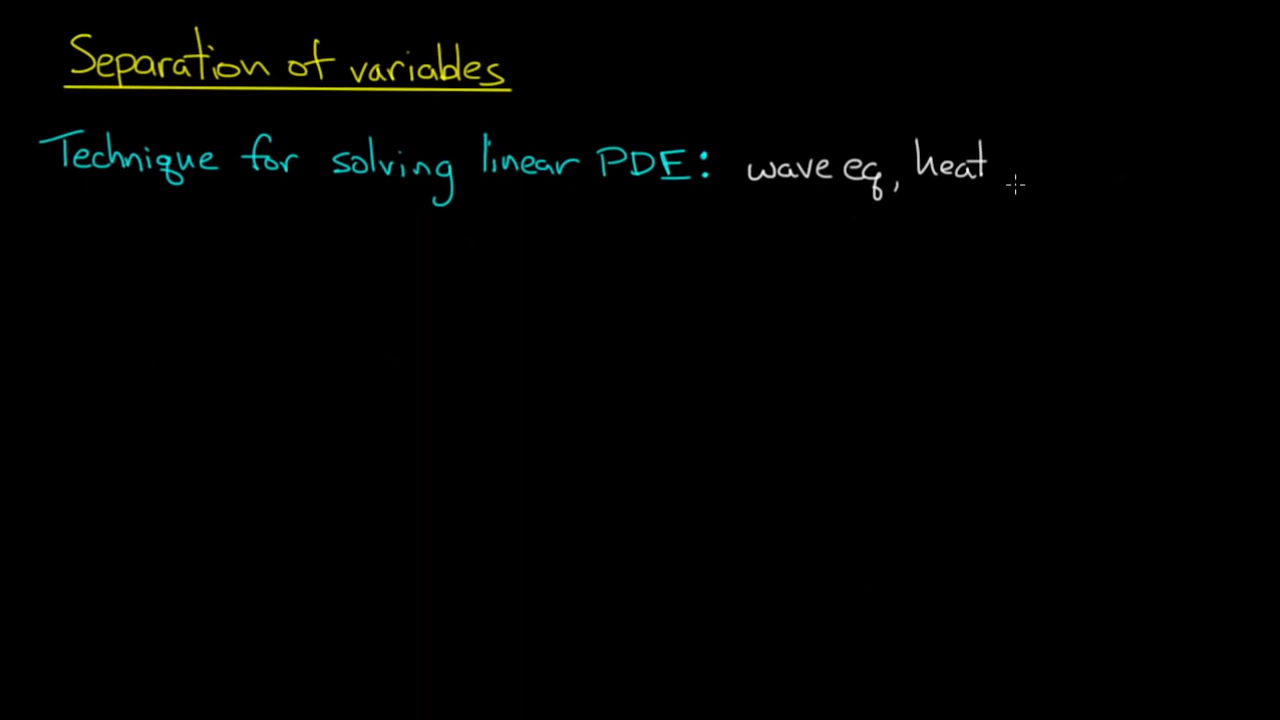 Separation of variables
Technique for solving linear PDE: wave eq, heat